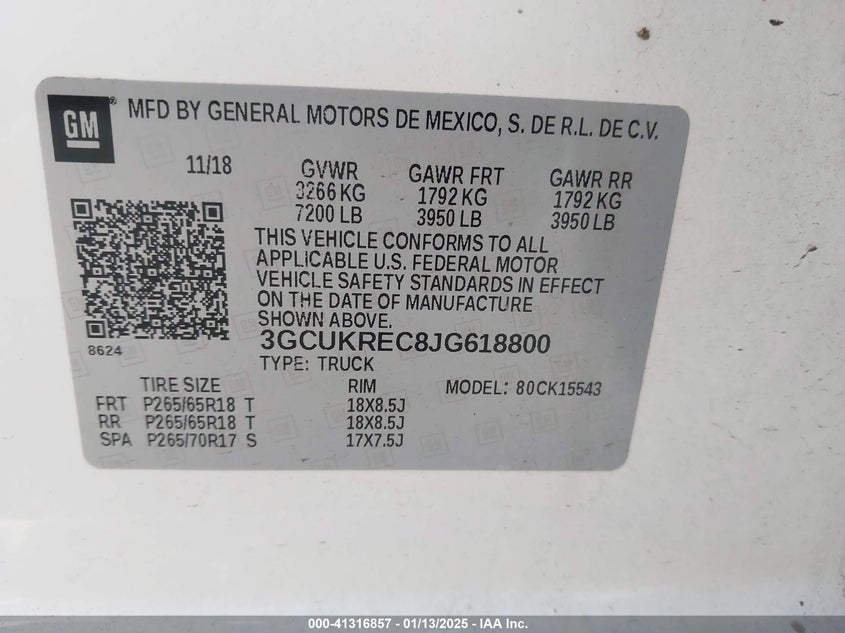 GM® MFD BY GENERAL MOTORS DE MEXICO, S. DE R.L. DE C.V.
11/18 GVWR GAWR FRT GAWR RR
3266 KG 1792 KG 1792 KG
7200 LB 3950 LB 3950 LB
THIS VEHICLE CONFORMS TO ALL
APPLICABLE U.S. FEDERAL MOTOR
VEHICLE SAFETY STANDARDS IN EFFECT
ON THE DATE OF MANUFACTURE
SHOWN ABOVE.
8624 3GCUKREC8JG618800
TYPE: TRUCK
TIRE SIZE RIM MODEL: 80CK15543
FRT P265/65R18 T 18X8.5J
RR P265/65R18 T 18X8.5J
SPA P265/70R17 S 17X7.5J
000-41316857 - 01/13/2025 - IAA Inc.